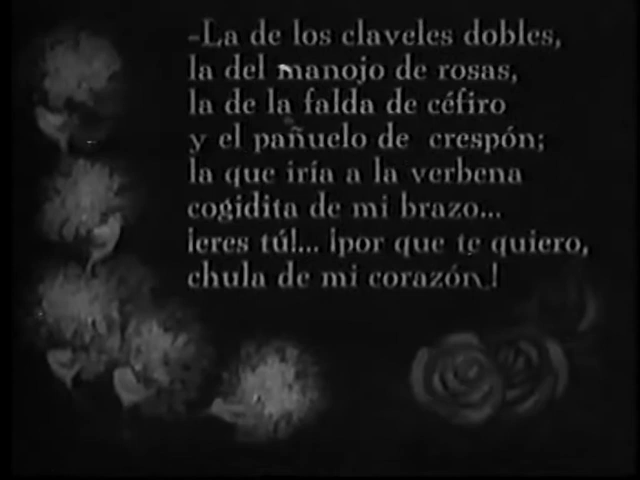 -La de los claveles dobles,
la del manojo de rosas,
la de la falda de céfiro
y el pañuelo de crespón;
la que iría a la verbena
cogidita de mi brazo...
¡eres tú!... ¡por que te quiero,
chula de mi corazón!